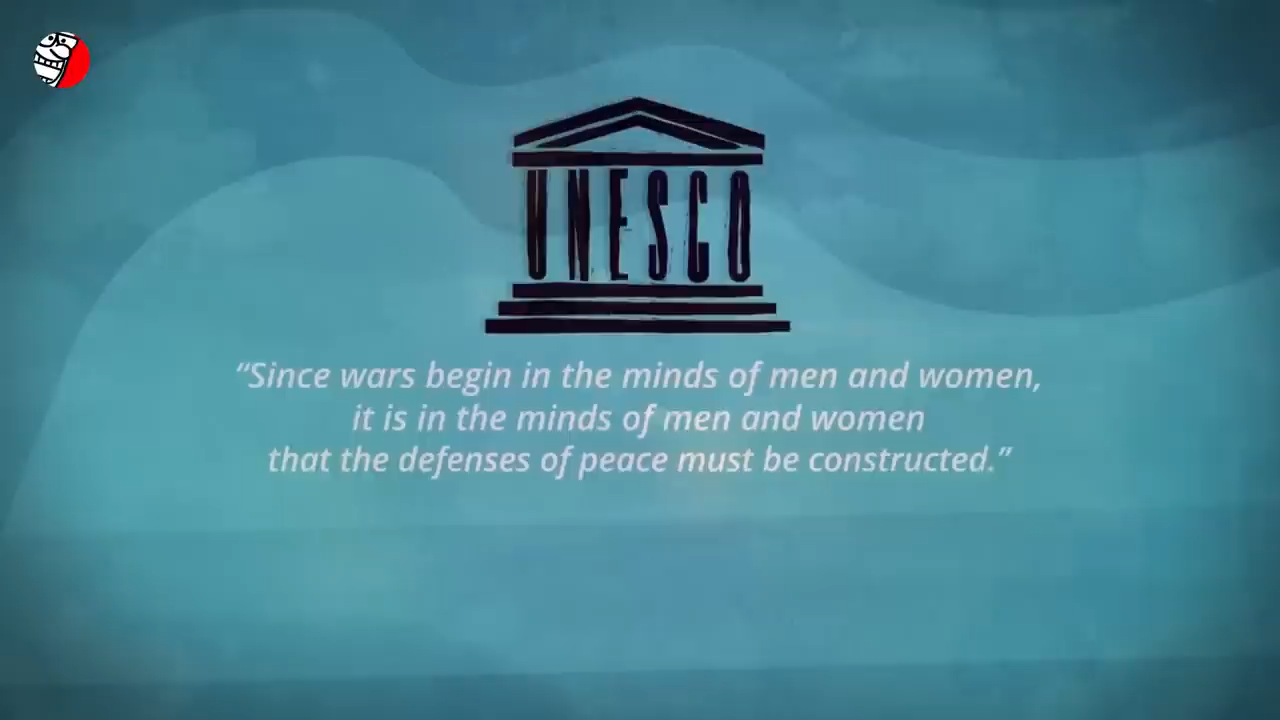 UNESCO
“Since wars begin in the minds of men and women,
it is in the minds of men and women
that the defenses of peace must be constructed.”